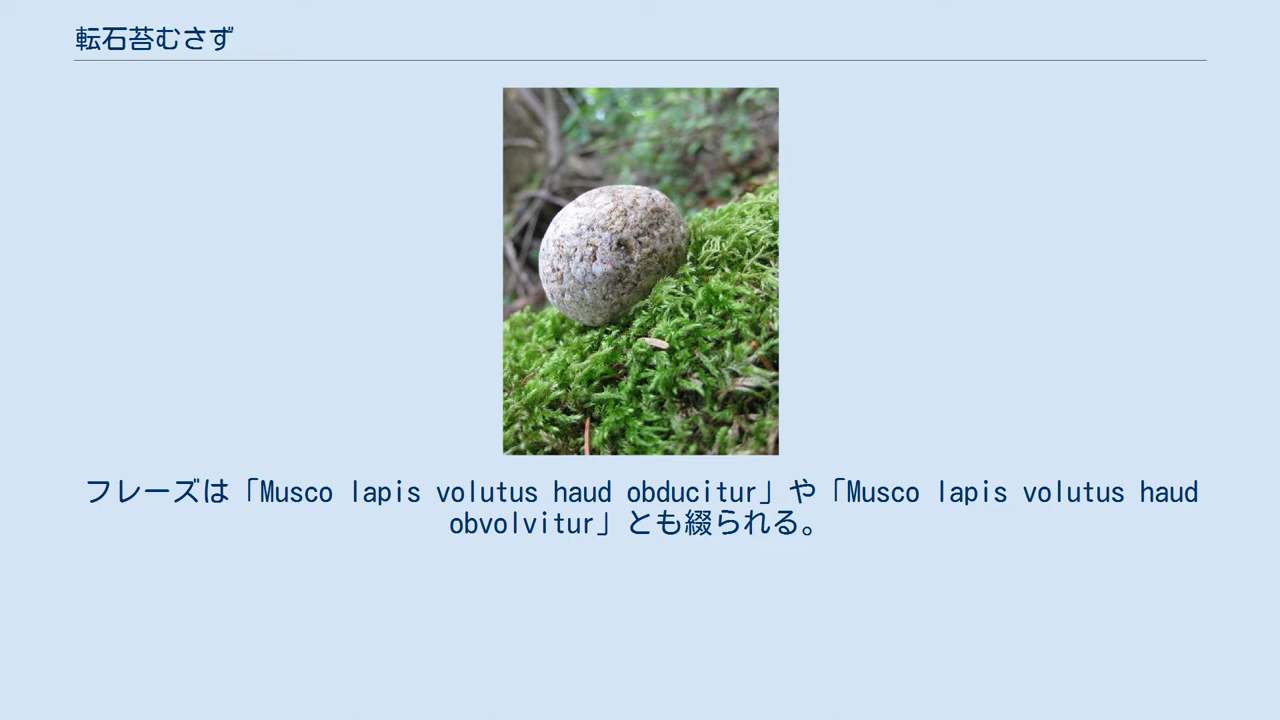 転石苔むさず
フレーズは「Musco lapis volutus haud obducitur」や「Musco lapis volutus haud
obvolvitur」とも綴られる。